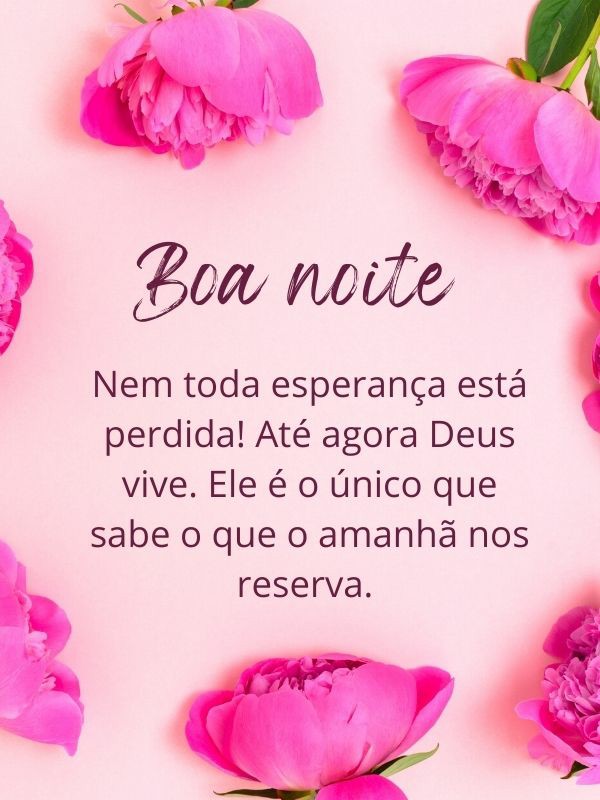 Boa noite
Nem toda esperança está
perdida! Até agora Deus
vive. Ele é o único que
sabe o que o amanhã nos
reserva.